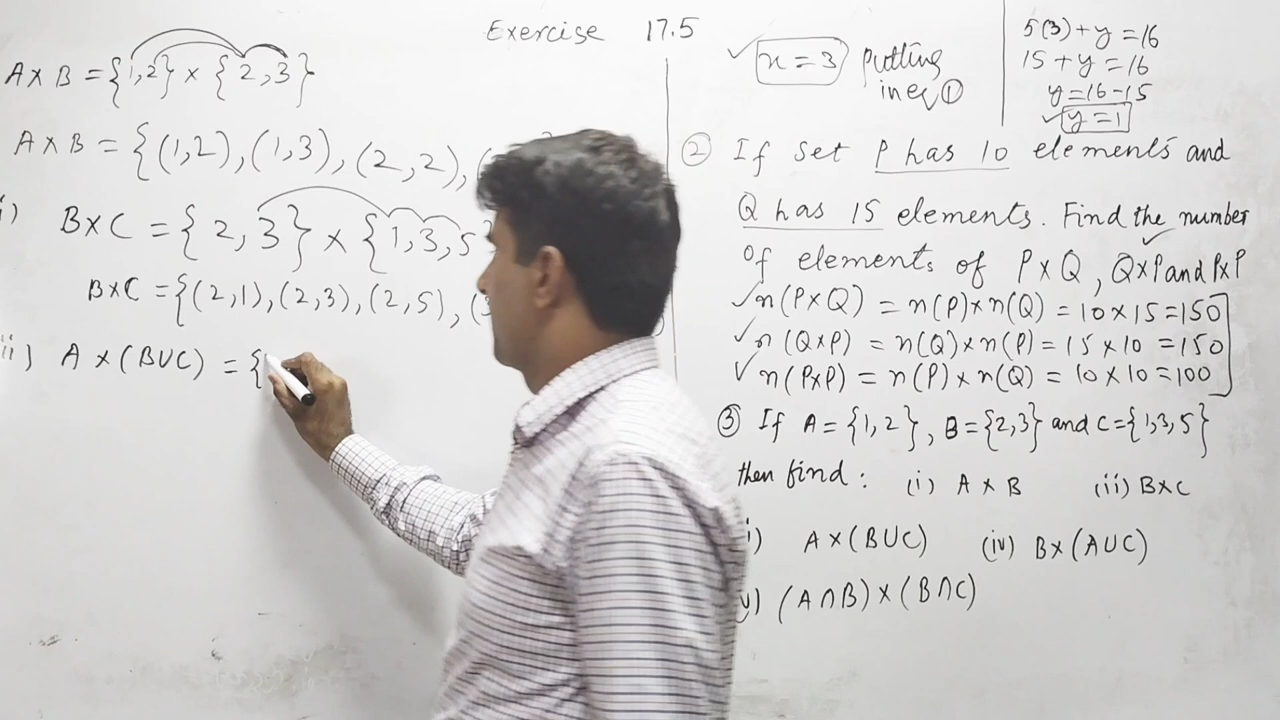 Exercise 17.5
A × B = {1,2} × {2,3}
A × B = {(1,2),(1,3),(2,2),(
i) B×C = {2,3} × {1,3,5
B×C = {(2,1),(2,3),(2,5),(3
ii) A × (B∪C) = {
✓ x = 3 putting
in eq ①
5(3) + y = 16
15 + y = 16
y = 16 - 15
✓ y = 1
② If set P has 10 elements and
Q has 15 elements. Find the number
of elements of P×Q, Q×P and P×P
✓ n(P×Q) = n(P)×n(Q) = 10×15 = 150
✓ n(Q×P) = n(Q)×n(P) = 15×10 = 150
✓ n(P×P) = n(P)×n(Q) = 10×10 = 100
③ If A = {1,2}, B = {2,3} and C = {1,3,5}
then find : (i) A × B (ii) B×C
i) A×(B∪C) (iv) B×(A∪C)
v) (A∩B)×(B∩C)